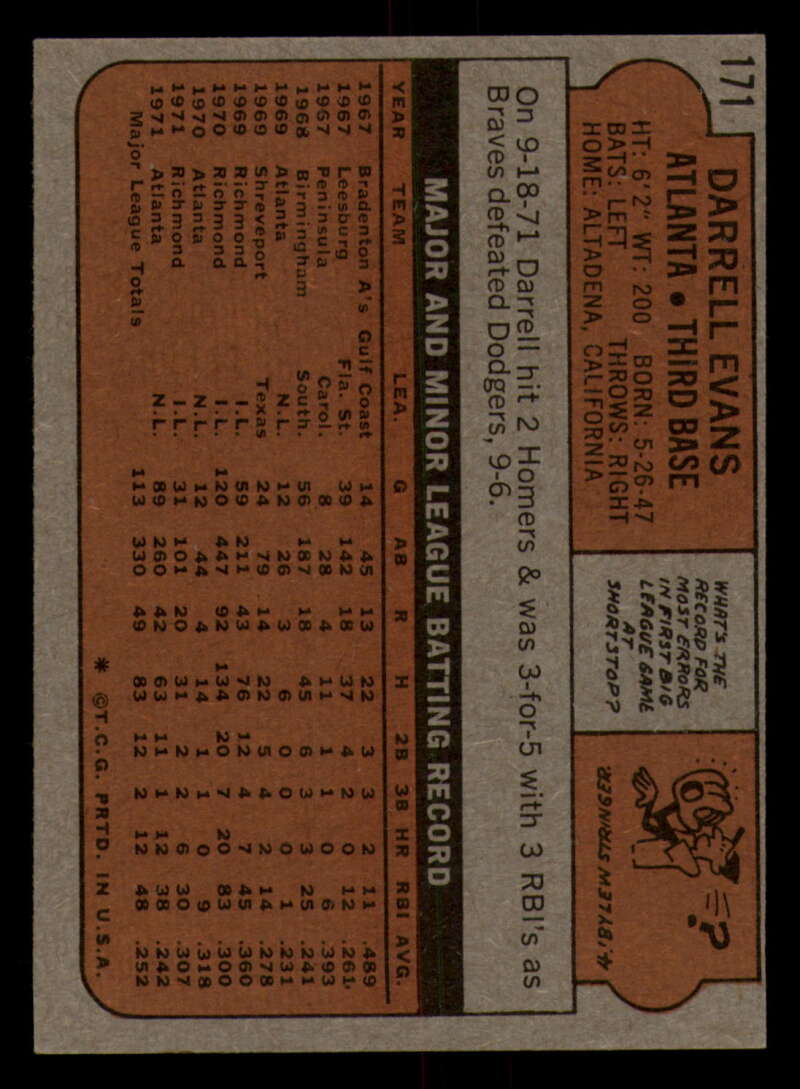 171
DARRELL EVANS
ATLANTA • THIRD BASE
HT: 6'2" WT: 200 BORN: 5-26-47
BATS: LEFT THROWS: RIGHT
HOME: ALTADENA, CALIFORNIA
WHAT'S THE
RECORD FOR
MOST ERRORS
IN FIRST BIG
LEAGUE GAME
AT
SHORTSTOP?
?
4, BY LEW STRINGER.
On 9-18-71 Darrell hit 2 Homers & was 3-for-5 with 3 RBI's as
Braves defeated Dodgers, 9-6.
MAJOR AND MINOR LEAGUE BATTING RECORD
YEAR TEAM LEA. G AB R H 2B 3B HR RBI AVG.
1967 Bradenton A's Gulf Coast 14 45 13 22 3 3 2 11 .489
1967 Leesburg Fla. St. 39 142 18 37 4 2 0 12 .261
1967 Peninsula Carol. 8 28 4 11 1 1 0 6 .393
1968 Birmingham South. 56 187 18 45 6 3 3 25 .241
1969 Atlanta N.L. 12 26 3 6 0 0 0 1 .231
1969 Shreveport Texas 24 79 14 22 5 4 2 14 .278
1969 Richmond I.L. 59 211 43 76 12 4 7 45 .360
1970 Richmond I.L. 120 447 92 134 20 7 20 83 .300
1970 Atlanta N.L. 12 44 4 14 1 1 0 9 .318
1971 Richmond I.L. 31 101 20 31 2 2 6 30 .307
1971 Atlanta N.L. 89 260 42 63 11 1 12 38 .242
Major League Totals 113 330 49 83 12 2 12 48 .252
* ©T.C.G. PRTD. IN U.S.A.